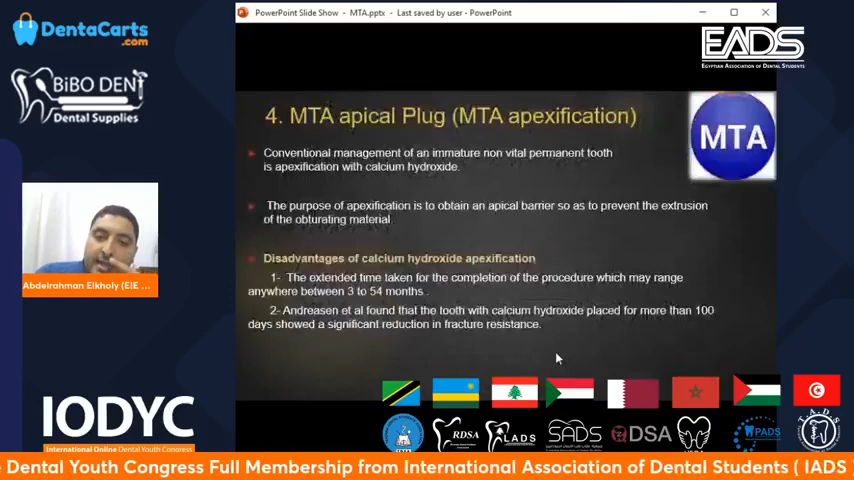 PowerPoint Slide Show - MTA.pptx - Last saved by user - PowerPoint
DentaCarts
.com
BiBO DENT
Dental Supplies
EADS
EGYPTIAN ASSOCIATION OF DENTAL STUDENTS
4. MTA apical Plug (MTA apexification)
MTA
Conventional management of an immature non vital permanent tooth
is apexification with calcium hydroxide.
The purpose of apexification is to obtain an apical barrier so as to prevent the extrusion
of the obturating material.
Disadvantages of calcium hydroxide apexification
1- The extended time taken for the completion of the procedure which may range
anywhere between 3 to 54 months.
2- Andreasen et al found that the tooth with calcium hydroxide placed for more than 100
days showed a significant reduction in fracture resistance.
Abdelrahman Elkholy (EIE ...
IODYC
International Online Dental Youth Congress
RDSA
LADS
SADS
QDSA
PADS
T.A.D.S
e Dental Youth Congress Full Membership from International Association of Dental Students ( IADS